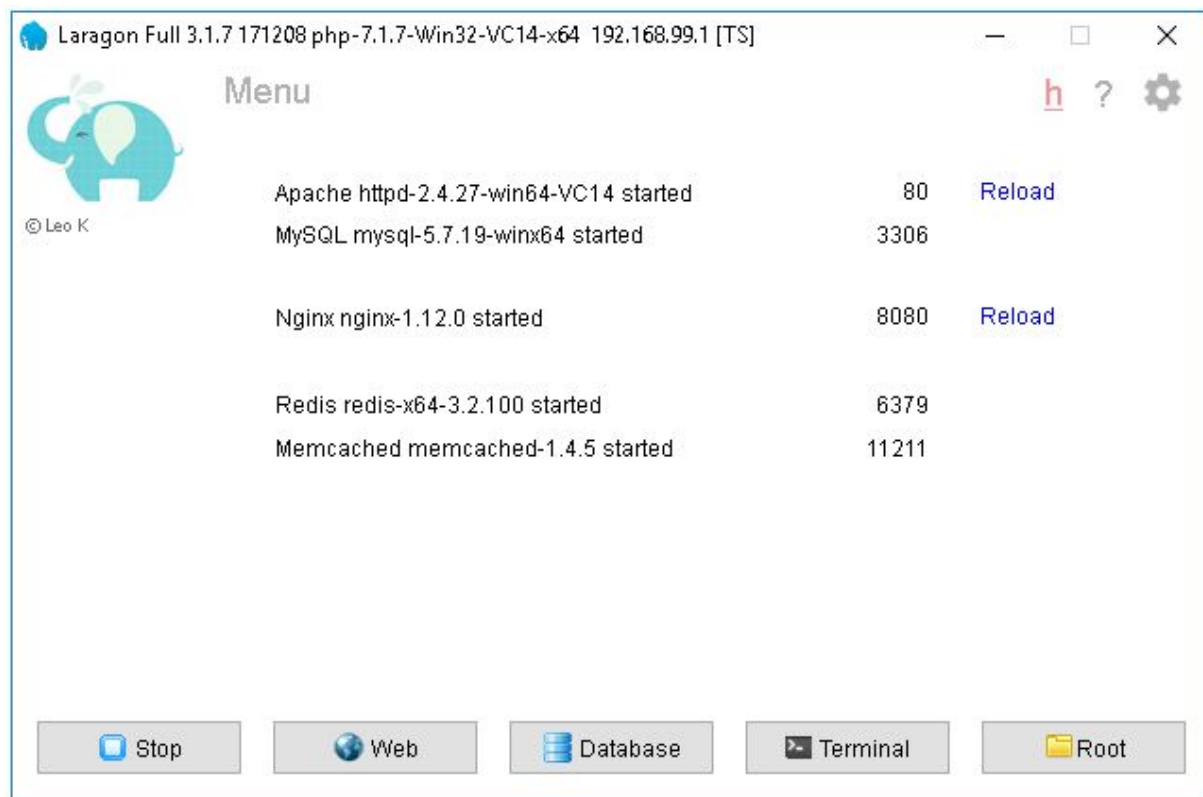 Laragon Full 3.1.7 171208 php-7.1.7-Win32-VC14-x64 192.168.99.1 [TS]
Menu h ?
© Leo K
Apache httpd-2.4.27-win64-VC14 started 80 Reload
MySQL mysql-5.7.19-winx64 started 3306
Nginx nginx-1.12.0 started 8080 Reload
Redis redis-x64-3.2.100 started 6379
Memcached memcached-1.4.5 started 11211
Stop Web Database Terminal Root